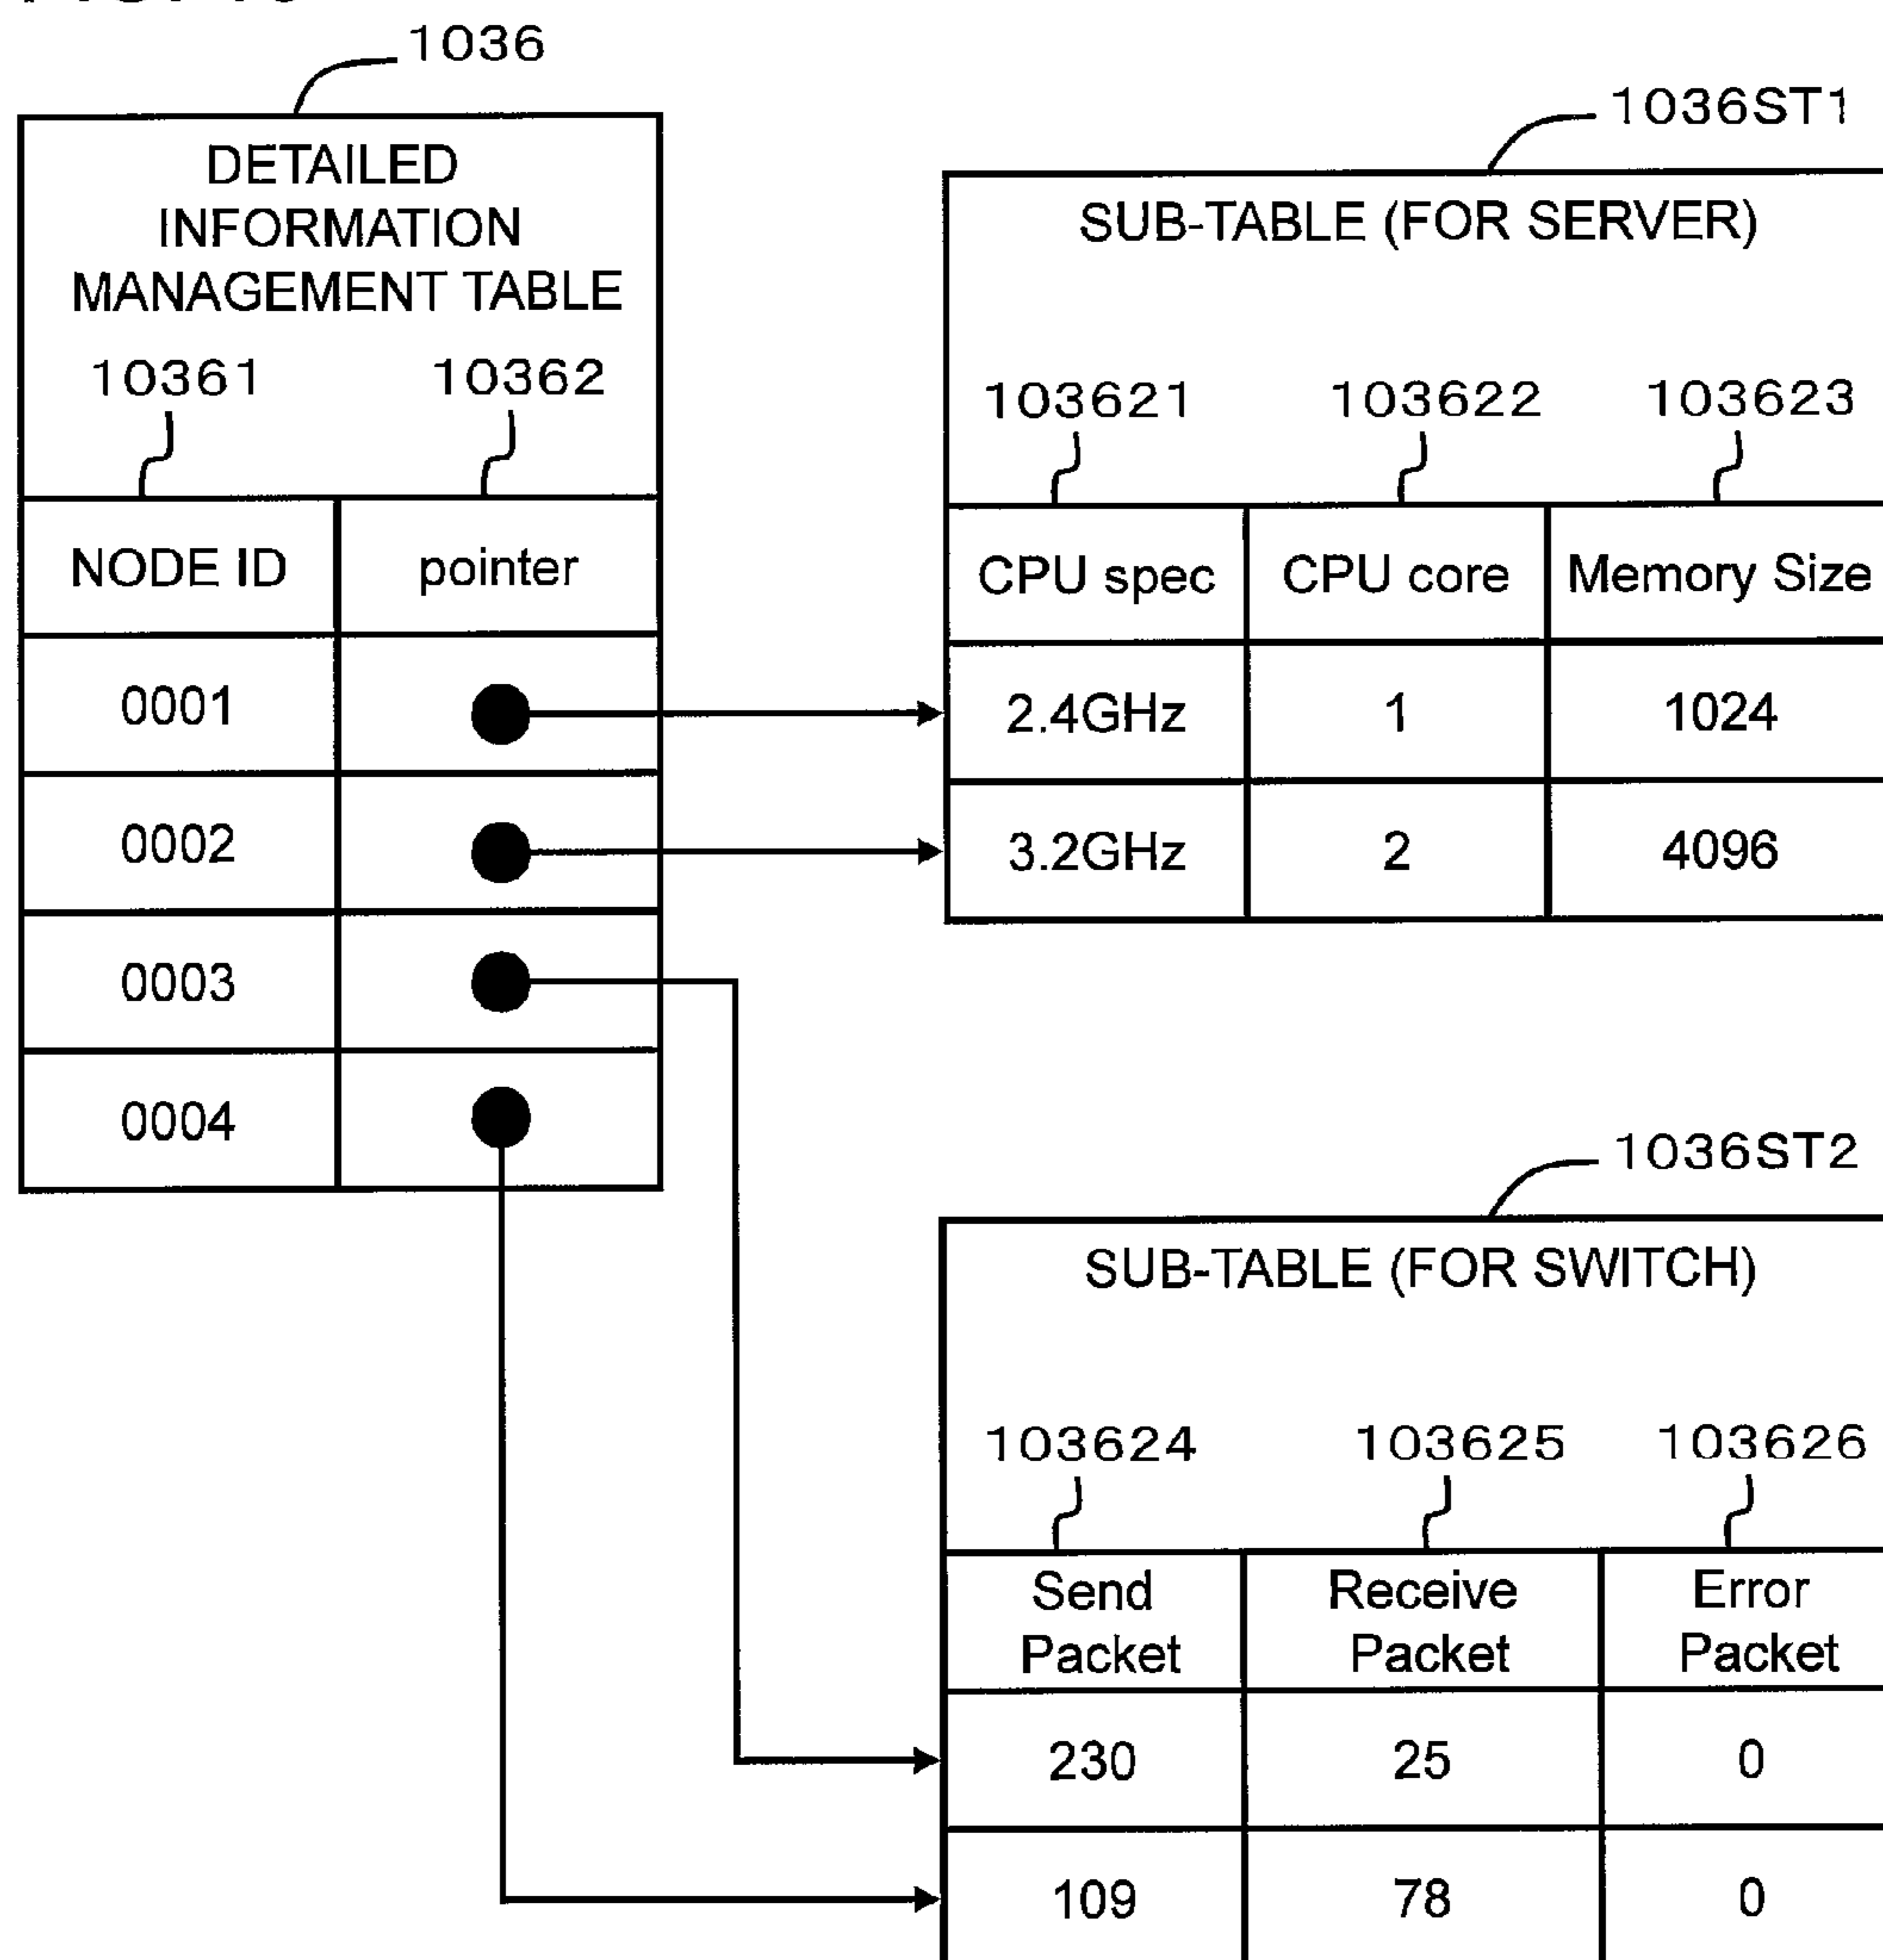 1036
DETAILED
INFORMATION
MANAGEMENT TABLE
10361 10362
NODE ID pointer
0001
0002
0003
0004
1036ST1
SUB-TABLE (FOR SERVER)
103621 103622 103623
CPU spec CPU core Memory Size
2.4GHz 1 1024
3.2GHz 2 4096
1036ST2
SUB-TABLE (FOR SWITCH)
103624 103625 103626
Send Receive Error
Packet Packet Packet
230 25 0
109 78 0